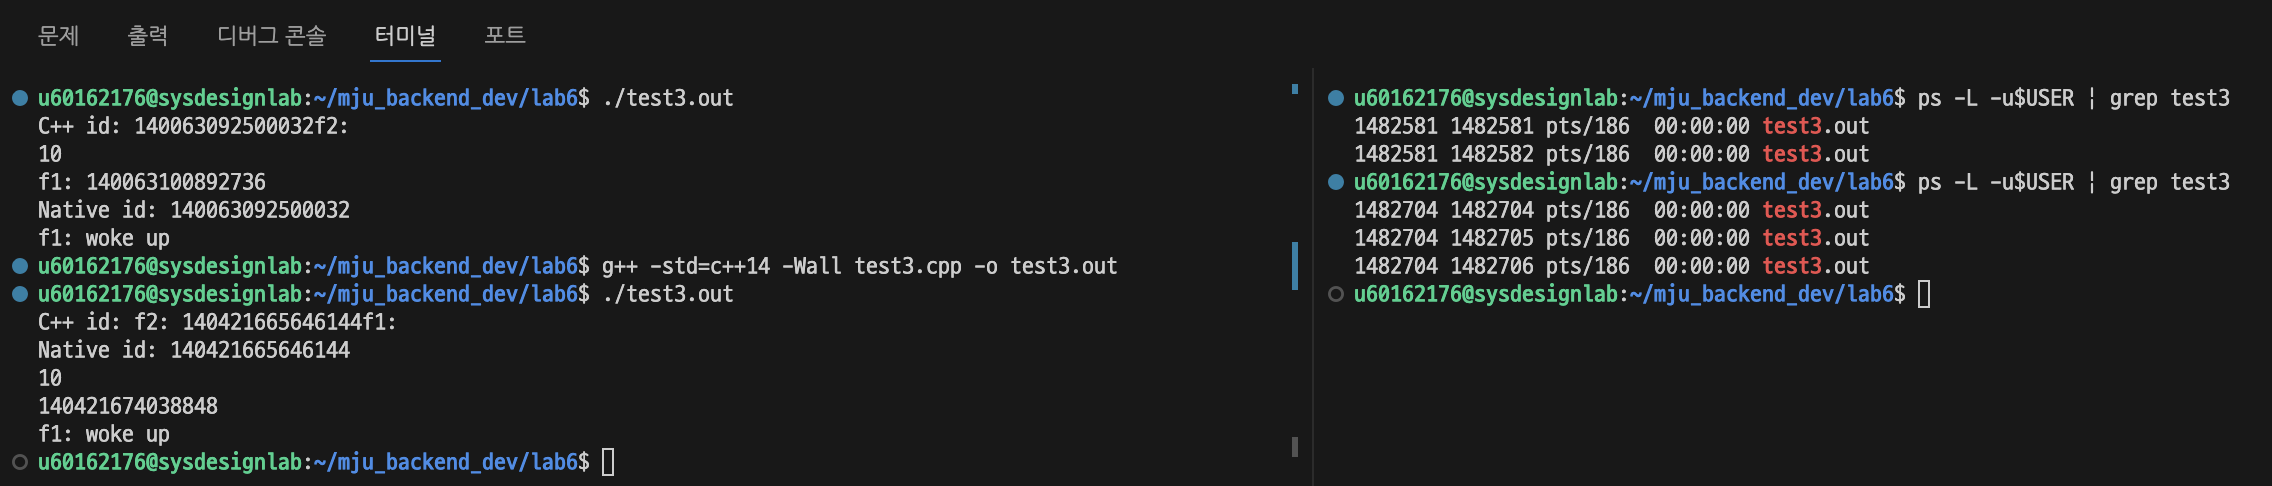 문제 출력 디버그 콘솔 터미널 포트
u60162176@sysdesignlab:~/mju_backend_dev/lab6$ ./test3.out
C++ id: 140063092500032f2:
10
f1: 140063100892736
Native id: 140063092500032
f1: woke up
u60162176@sysdesignlab:~/mju_backend_dev/lab6$ g++ -std=c++14 -Wall test3.cpp -o test3.out
u60162176@sysdesignlab:~/mju_backend_dev/lab6$ ./test3.out
C++ id: f2: 140421665646144f1:
Native id: 140421665646144
10
140421674038848
f1: woke up
u60162176@sysdesignlab:~/mju_backend_dev/lab6$
u60162176@sysdesignlab:~/mju_backend_dev/lab6$ ps -L -u$USER | grep test3
1482581 1482581 pts/186  00:00:00 test3.out
1482581 1482582 pts/186  00:00:00 test3.out
u60162176@sysdesignlab:~/mju_backend_dev/lab6$ ps -L -u$USER | grep test3
1482704 1482704 pts/186  00:00:00 test3.out
1482704 1482705 pts/186  00:00:00 test3.out
1482704 1482706 pts/186  00:00:00 test3.out
u60162176@sysdesignlab:~/mju_backend_dev/lab6$